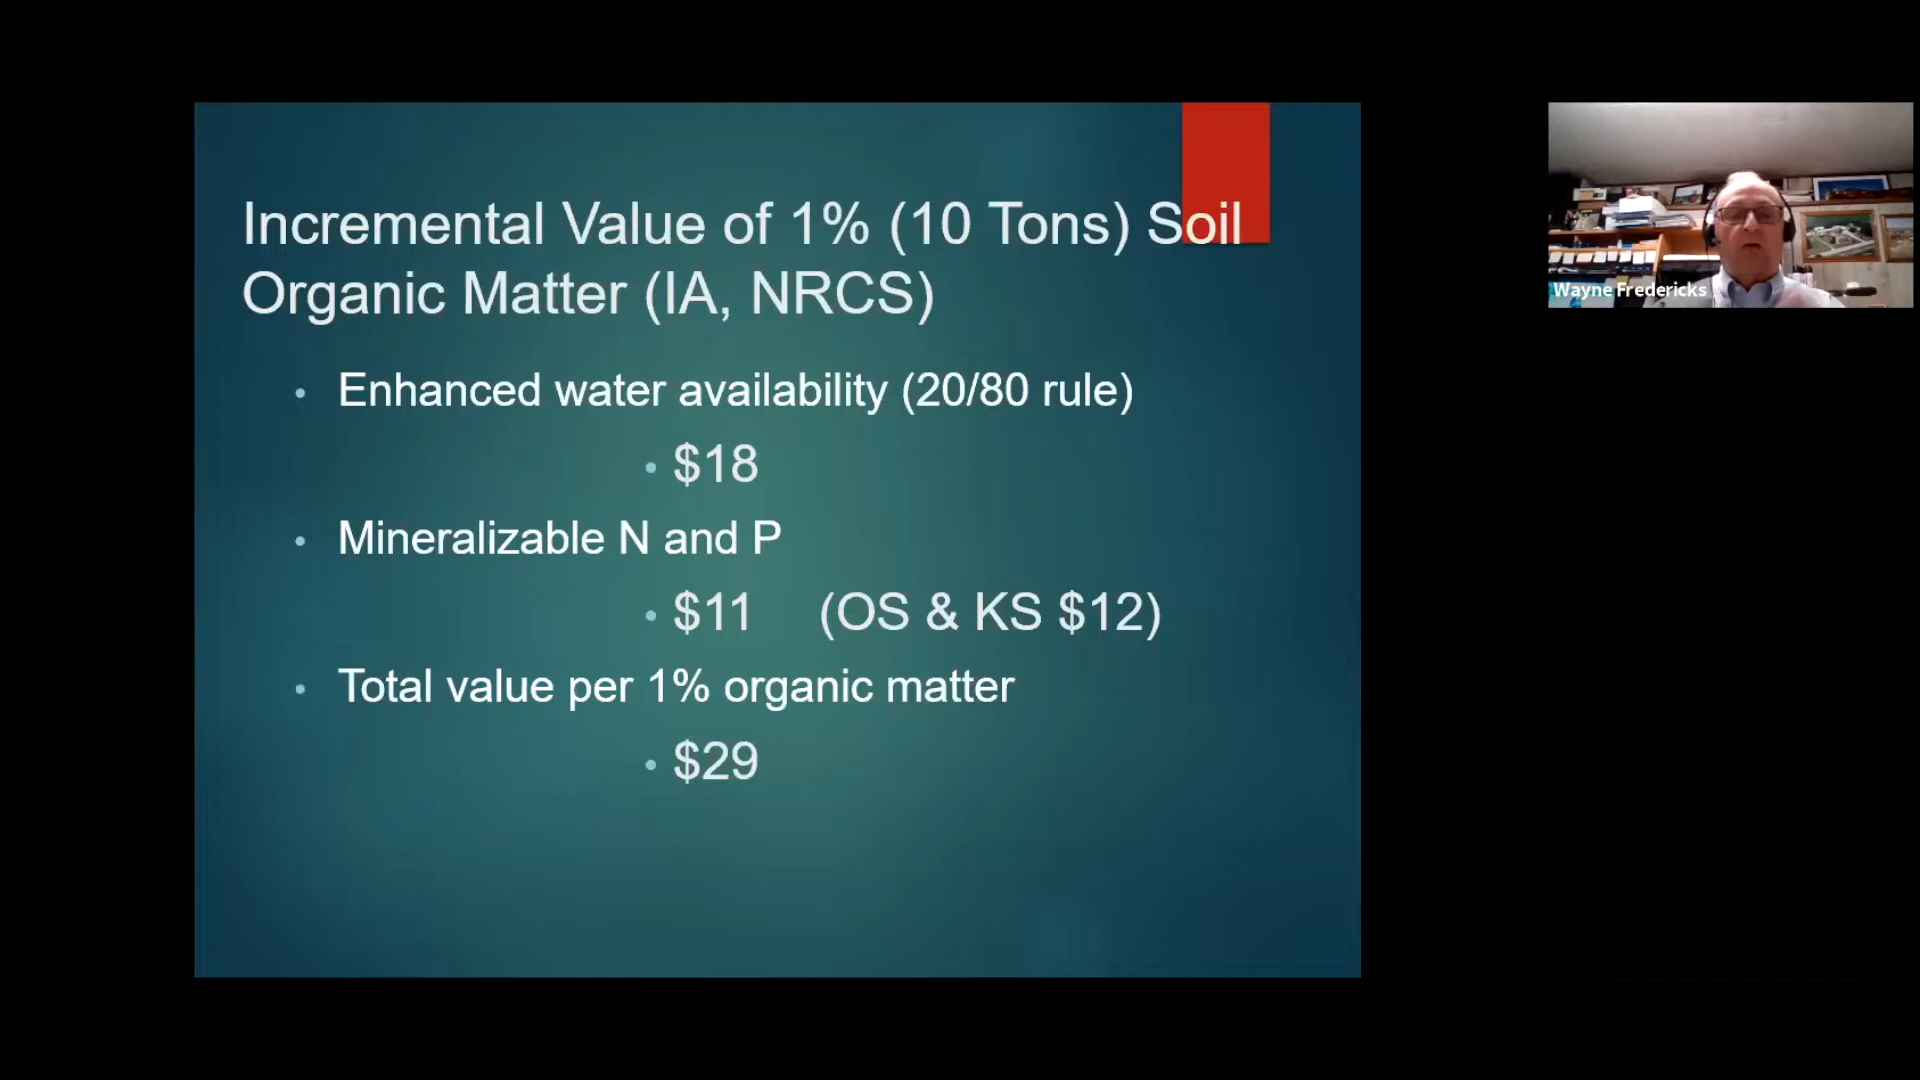 Incremental Value of 1% (10 Tons) Soil
Organic Matter (IA, NRCS)
• Enhanced water availability (20/80 rule)
• $18
• Mineralizable N and P
• $11 (OS & KS $12)
• Total value per 1% organic matter
• $29
Wayne Fredericks